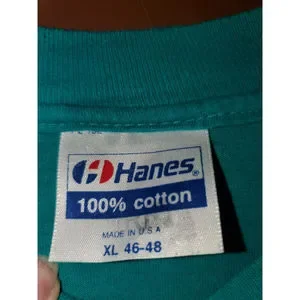 Hanes®
100% cotton
MADE IN U.S.A
XL 46-48